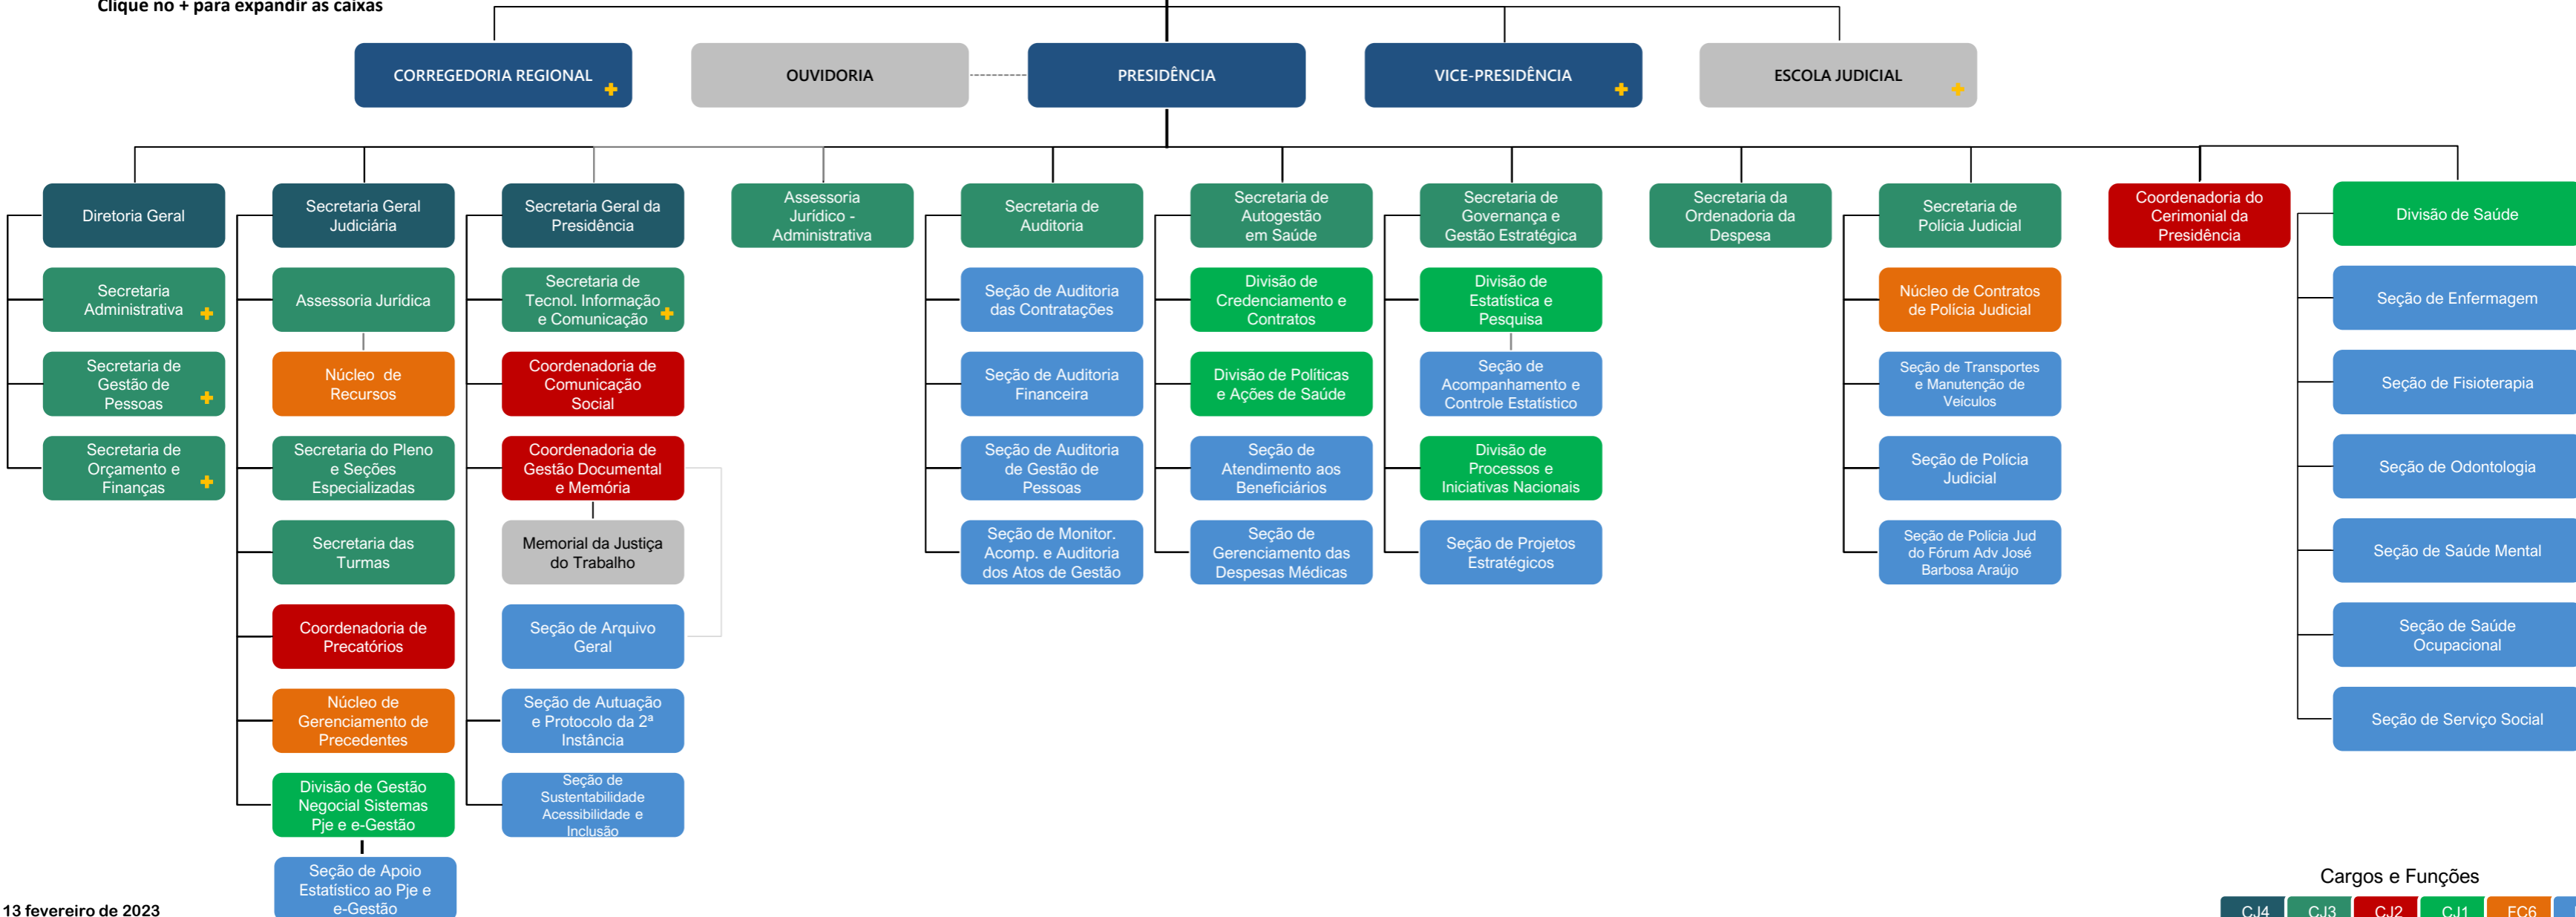 Clique no + para expandir as caixas
CORREGEDORIA REGIONAL
OUVIDORIA
PRESIDÊNCIA
VICE-PRESIDÊNCIA
ESCOLA JUDICIAL
Diretoria Geral
Secretaria
Administrativa
Secretaria de
Gestão de
Pessoas
Secretaria de
Orçamento e
Finanças
Secretaria Geral
Judiciária
Assessoria Jurídica
Núcleo de
Recursos
Secretaria do Pleno
e Seções
Especializadas
Secretaria das
Turmas
Coordenadoria de
Precatórios
Núcleo de
Gerenciamento de
Precedentes
Divisão de Gestão
Negocial Sistemas
Pje e e-Gestão
Seção de Apoio
Estatístico ao Pje e
e-Gestão
Secretaria Geral da
Presidência
Secretaria de
Tecnol. Informação
e Comunicação
Coordenadoria de
Comunicação
Social
Coordenadoria de
Gestão Documental
e Memória
Memorial da Justiça
do Trabalho
Seção de Arquivo
Geral
Seção de Autuação
e Protocolo da 2ª
Instância
Seção de
Sustentabilidade
Acessibilidade e
Inclusão
Assessoria
Jurídico -
Administrativa
Secretaria de
Auditoria
Seção de Auditoria
das Contratações
Seção de Auditoria
Financeira
Seção de Auditoria
de Gestão de
Pessoas
Seção de Monitor.
Acomp. e Auditoria
dos Atos de Gestão
Secretaria de
Autogestão
em Saúde
Divisão de
Credenciamento e
Contratos
Divisão de Políticas
e Ações de Saúde
Seção de
Atendimento aos
Beneficiários
Seção de
Gerenciamento das
Despesas Médicas
Secretaria de
Governança e
Gestão Estratégica
Divisão de
Estatística e
Pesquisa
Seção de
Acompanhamento e
Controle Estatístico
Divisão de
Processos e
Iniciativas Nacionais
Seção de Projetos
Estratégicos
Secretaria da
Ordenadoria da
Despesa
Secretaria de
Polícia Judicial
Núcleo de Contratos
de Polícia Judicial
Seção de Transportes
e Manutenção de
Veículos
Seção de Polícia
Judicial
Seção de Polícia Jud
do Fórum Adv José
Barbosa Araújo
Coordenadoria do
Cerimonial da
Presidência
Divisão de Saúde
Seção de Enfermagem
Seção de Fisioterapia
Seção de Odontologia
Seção de Saúde Mental
Seção de Saúde
Ocupacional
Seção de Serviço Social
Cargos e Funções
CJ4 CJ3 CJ2 CJ1 FC6
13 fevereiro de 2023